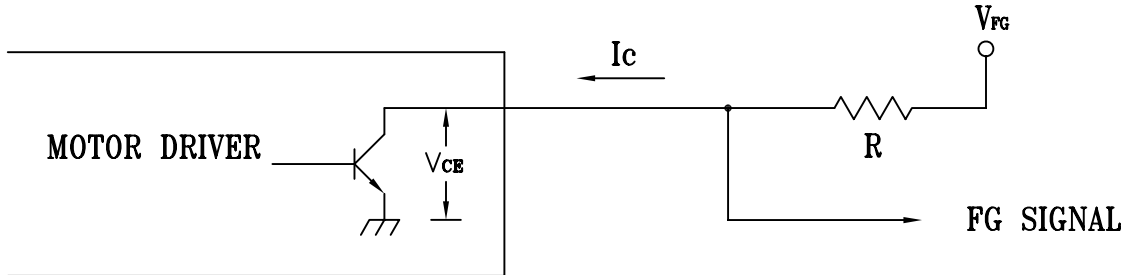 VFG
Ic
MOTOR DRIVER
VCE
R
FG SIGNAL